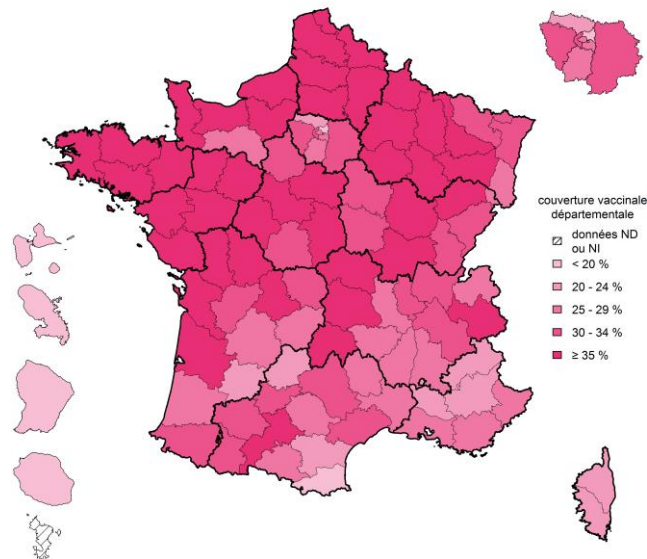 couverture vaccinale
départementale
données ND
ou NI
< 20 %
20 - 24 %
25 - 29 %
30 - 34 %
≥ 35 %